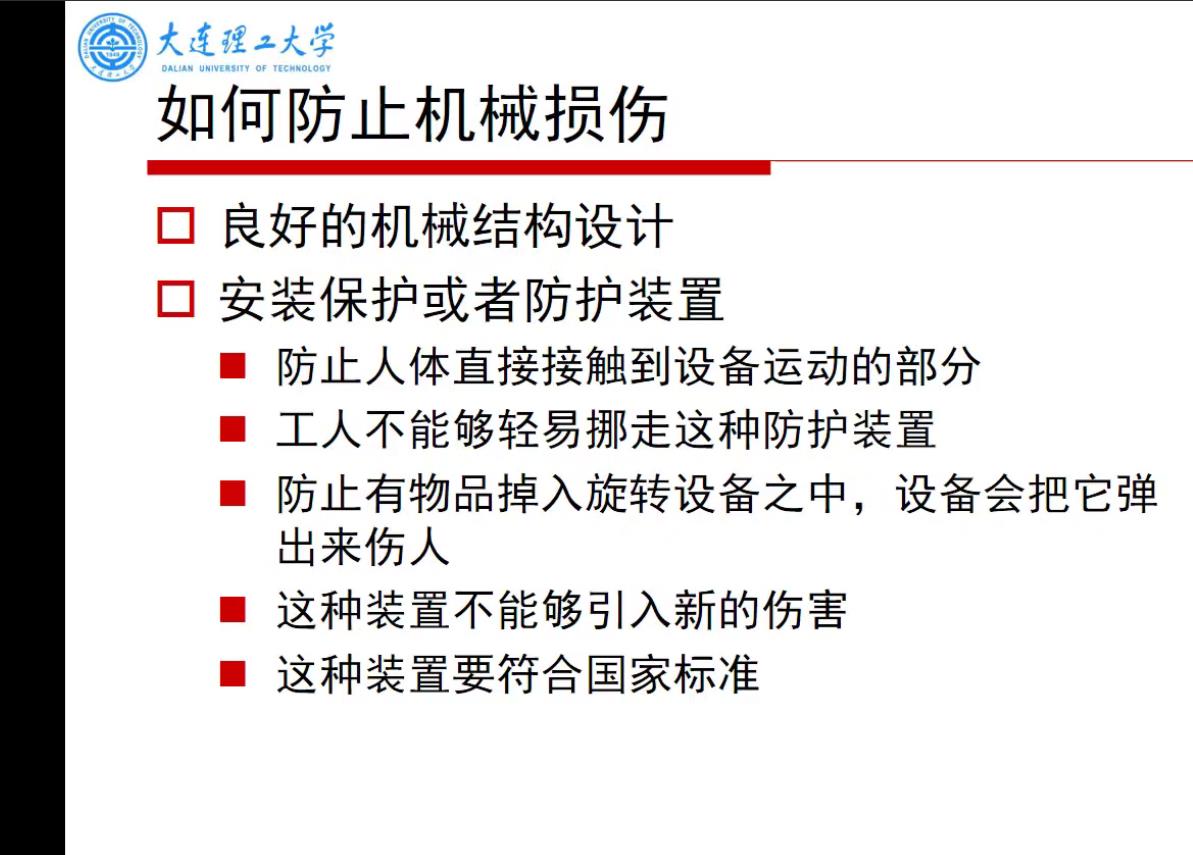 大连理工大学
DALIAN UNIVERSITY OF TECHNOLOGY
如何防止机械损伤
良好的机械结构设计
安装保护或者防护装置
防止人体直接接触到设备运动的部分
工人不能够轻易挪走这种防护装置
防止有物品掉入旋转设备之中，设备会把它弹
出来伤人
这种装置不能够引入新的伤害
这种装置要符合国家标准